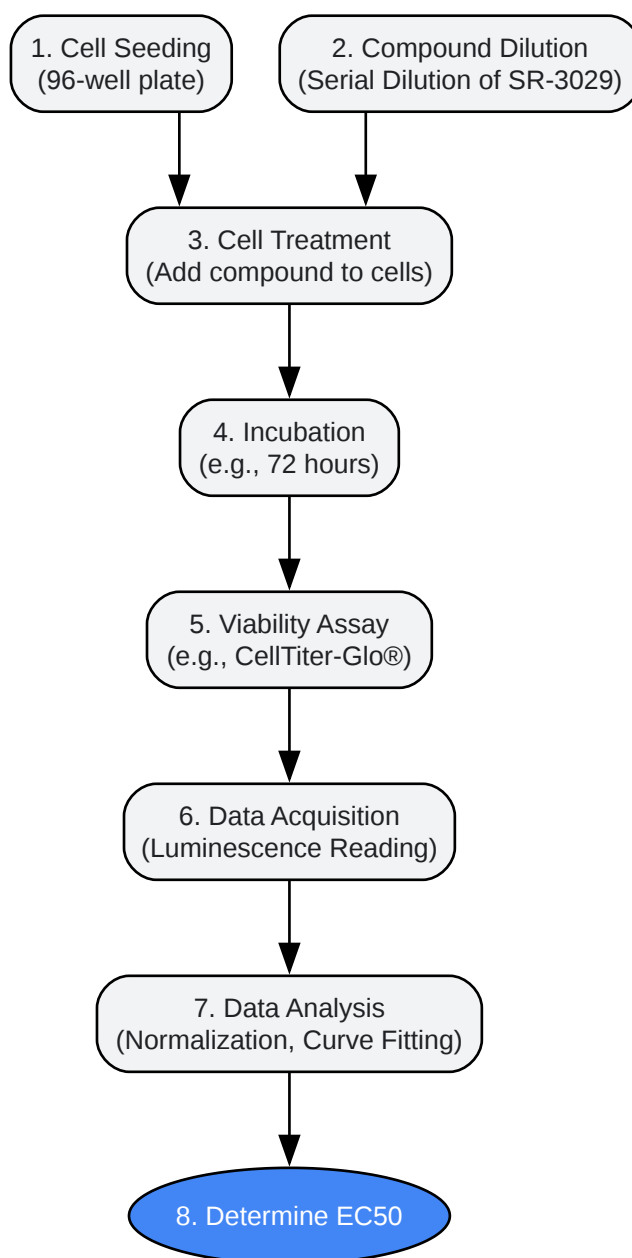 1. Cell Seeding
(96-well plate)
2. Compound Dilution
(Serial Dilution of SR-3029)
3. Cell Treatment
(Add compound to cells)
4. Incubation
(e.g., 72 hours)
5. Viability Assay
(e.g., CellTiter-Glo®)
6. Data Acquisition
(Luminescence Reading)
7. Data Analysis
(Normalization, Curve Fitting)
8. Determine EC50